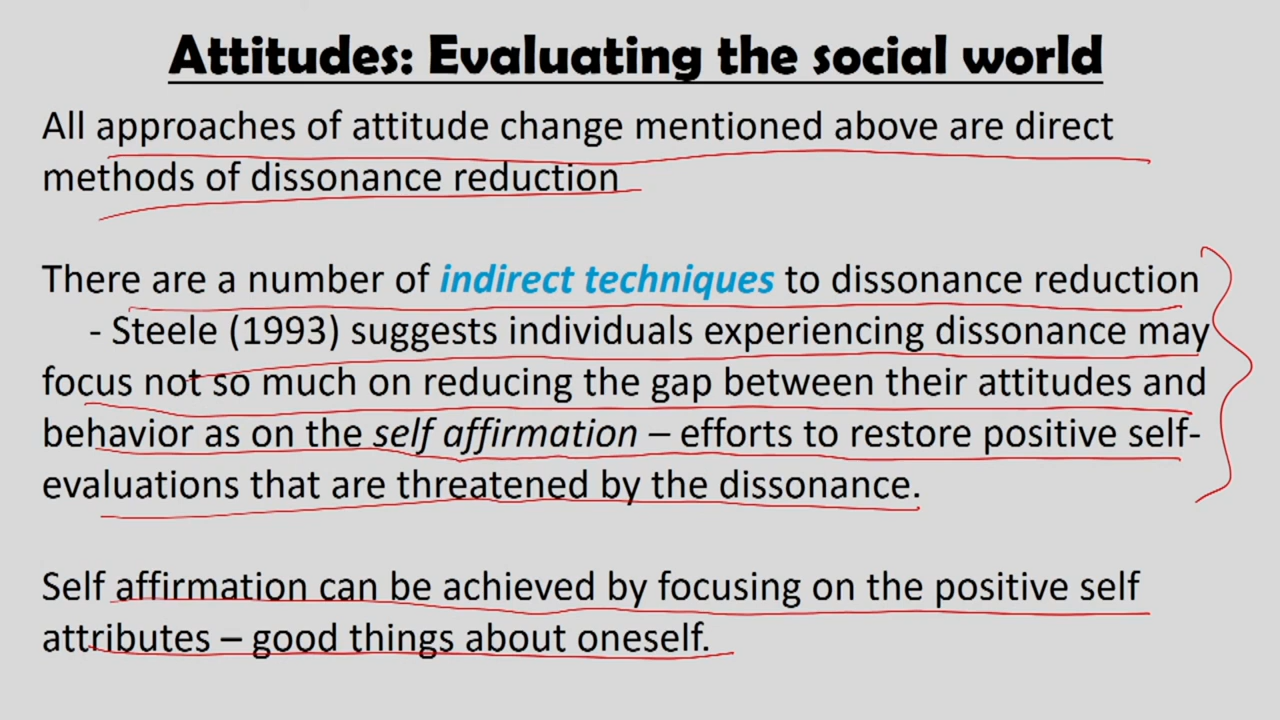 Attitudes: Evaluating the social world
All approaches of attitude change mentioned above are direct
methods of dissonance reduction
There are a number of indirect techniques to dissonance reduction
- Steele (1993) suggests individuals experiencing dissonance may
focus not so much on reducing the gap between their attitudes and
behavior as on the self affirmation – efforts to restore positive self-
evaluations that are threatened by the dissonance.
Self affirmation can be achieved by focusing on the positive self
attributes – good things about oneself.